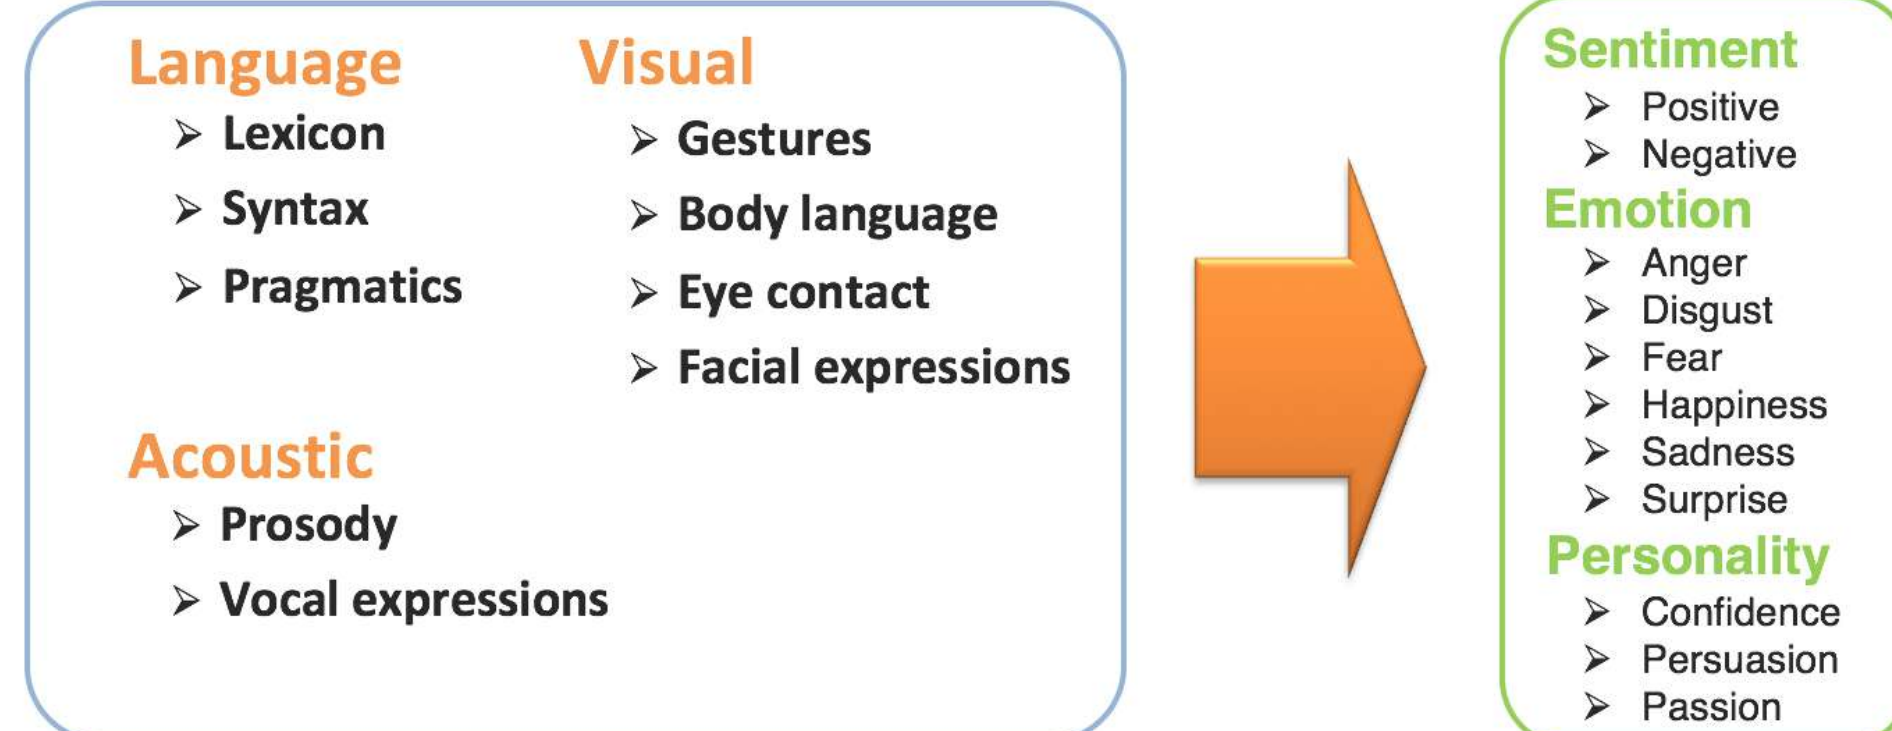 Language
➢ Lexicon
➢ Syntax
➢ Pragmatics
Visual
➢ Gestures
➢ Body language
➢ Eye contact
➢ Facial expressions
Acoustic
➢ Prosody
➢ Vocal expressions
Sentiment
➢ Positive
➢ Negative
Emotion
➢ Anger
➢ Disgust
➢ Fear
➢ Happiness
➢ Sadness
➢ Surprise
Personality
➢ Confidence
➢ Persuasion
➢ Passion